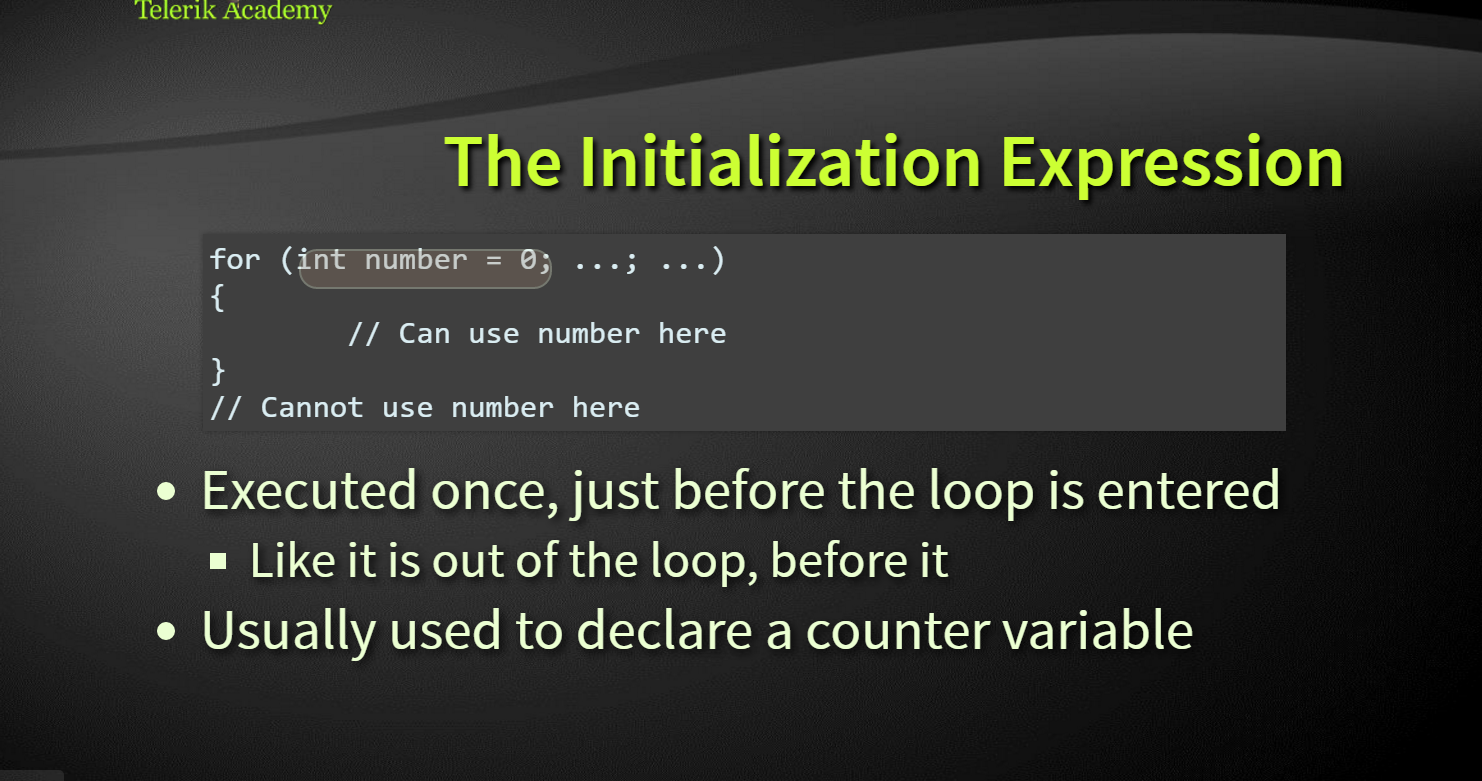 Telerik Academy
The Initialization Expression
for (int number = 0; ...; ...)
{
// Can use number here
}
// Cannot use number here
• Executed once, just before the loop is entered
▪ Like it is out of the loop, before it
• Usually used to declare a counter variable